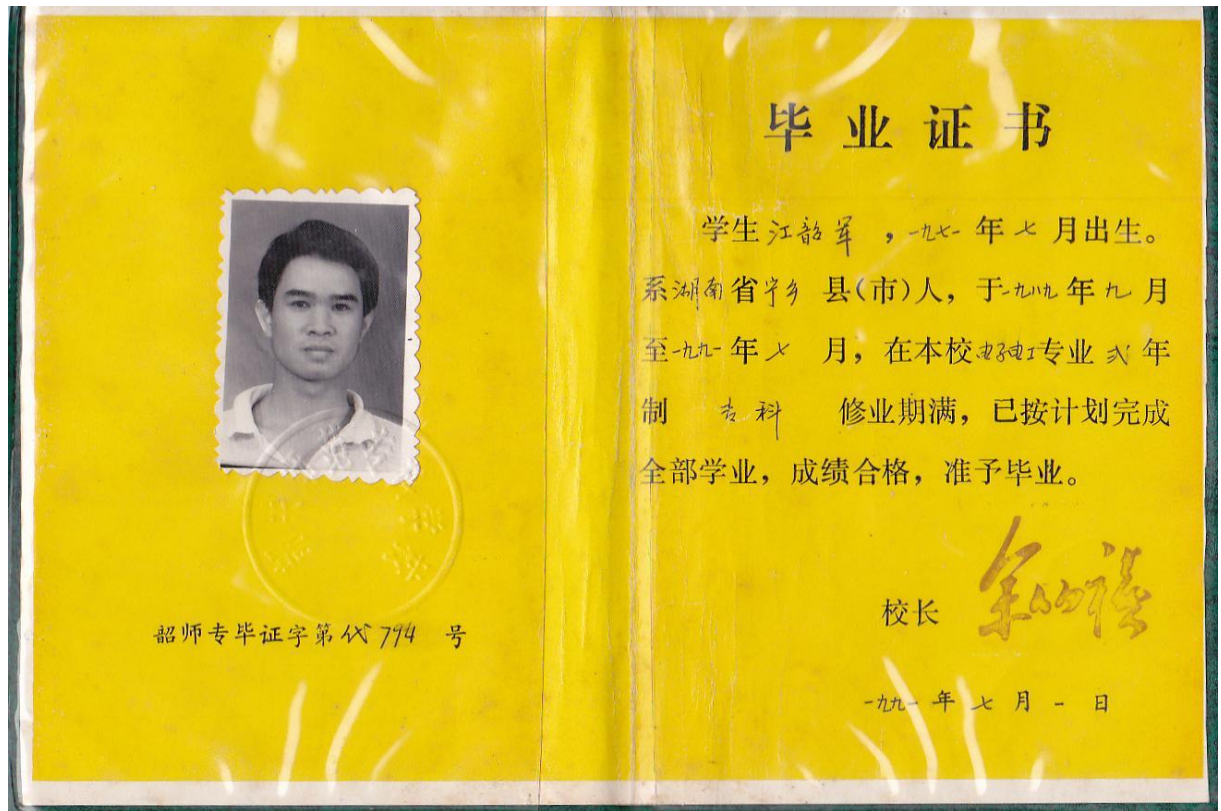 韶师专毕证字第代794号
毕业证书
学生江韶军，一九七一年七月出生。
系湖南省宁乡县(市)人，于一九八九年九月
至一九九一年七月，在本校电子电工专业贰年
制专科修业期满，已按计划完成
全部学业，成绩合格，准予毕业。
校长
一九九一年七月一日